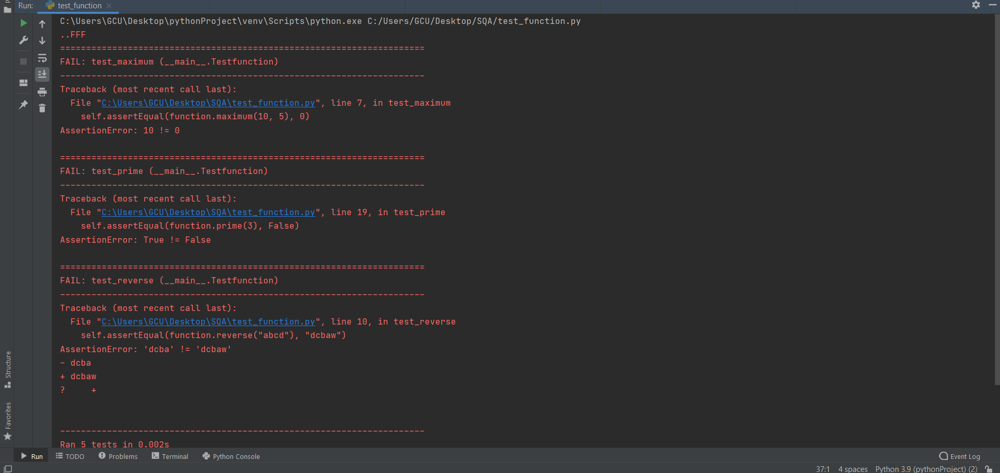 Run: test_function
C:\Users\GCU\Desktop\pythonProject\venv\Scripts\python.exe C:/Users/GCU/Desktop/SQA/test_function.py
..FFF
======================================================================
FAIL: test_maximum (__main__.Testfunction)
----------------------------------------------------------------------
Traceback (most recent call last):
  File "C:\Users\GCU\Desktop\SQA\test_function.py", line 7, in test_maximum
    self.assertEqual(function.maximum(10, 5), 0)
AssertionError: 10 != 0
======================================================================
FAIL: test_prime (__main__.Testfunction)
----------------------------------------------------------------------
Traceback (most recent call last):
  File "C:\Users\GCU\Desktop\SQA\test_function.py", line 19, in test_prime
    self.assertEqual(function.prime(3), False)
AssertionError: True != False
======================================================================
FAIL: test_reverse (__main__.Testfunction)
----------------------------------------------------------------------
Traceback (most recent call last):
  File "C:\Users\GCU\Desktop\SQA\test_function.py", line 10, in test_reverse
    self.assertEqual(function.reverse("abcd"), "dcbaw")
AssertionError: 'dcba' != 'dcbaw'
- dcba
+ dcbaw
?     +
----------------------------------------------------------------------
Ran 5 tests in 0.002s
Structure
Favorites
Run TODO Problems Terminal Python Console Event Log
37:1 4 spaces Python 3.9 (pythonProject) (2)